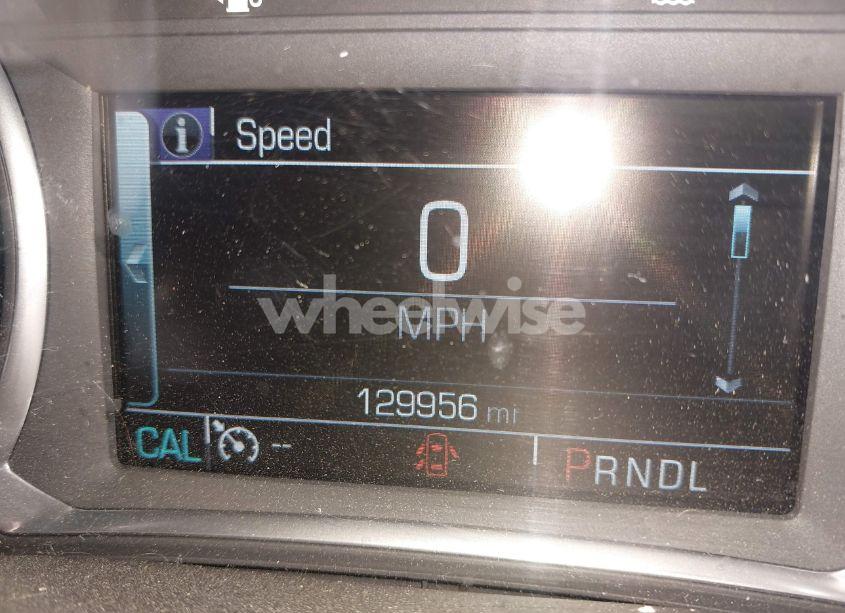 Speed
0
wheelwise
MPH
129956 mi
CAL -- PRNDL